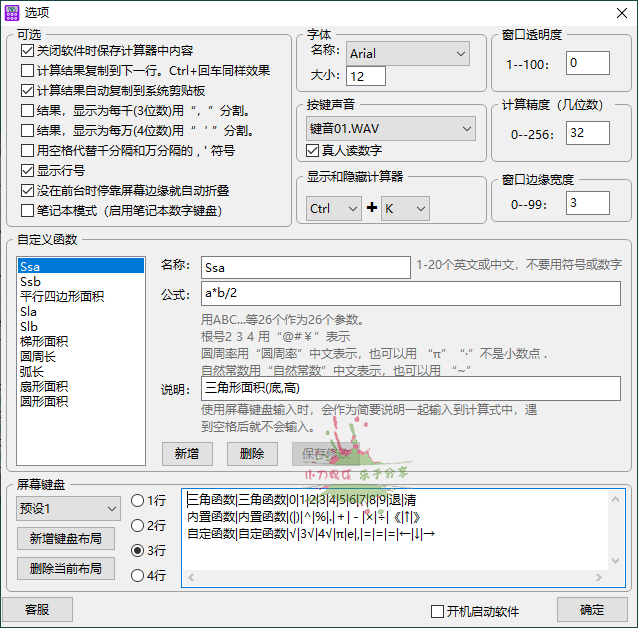 选项
可选
关闭软件时保存计算器中内容
计算结果复制到下一行。Ctrl+回车同样效果
计算结果自动复制到系统剪贴板
结果，显示为每千(3位数)用“，”分割。
结果，显示为每万(4位数)用“ ' ”分割。
用空格代替千分隔和万分隔的 , ' 符号
显示行号
没在前台时停靠屏幕边缘就自动折叠
笔记本模式（启用笔记本数字键盘）
字体
名称： Arial
大小： 12
按键声音
键音01.WAV
真人读数字
显示和隐藏计算器
Ctrl + K
窗口透明度
1--100： 0
计算精度（几位数）
0--256： 32
窗口边缘宽度
0--99： 3
自定义函数
Ssa
Ssb
平行四边形面积
Sla
Slb
梯形面积
圆周长
弧长
扇形面积
圆形面积
名称： Ssa 1-20个英文或中文，不要用符号或数字
公式： a*b/2
用ABC...等26个作为26个参数。
根号2 3 4 用“@#￥”表示
圆周率用“圆周率”中文表示，也可以用 “π” “·”不是小数点 .
自然常数用“自然常数”中文表示，也可以用 “~”
说明： 三角形面积(底,高)
使用屏幕键盘输入时，会作为简要说明一起输入到计算式中，遇
到空格后就不会输入。
新增 删除 保存修改
小刀娱乐 乐于分享
屏幕键盘
预设1
新增键盘布局
删除当前布局
1行
2行
3行
4行
三角函数|三角函数|0|1|2|3|4|5|6|7|8|9|退|清
内置函数|内置函数|(|)|^|%|,| + | - |×|÷|《|↑|》
自定函数|自定函数|√|3√|4√|π|e|,|=|=|=|←|↓|→
客服 开机启动软件 确定